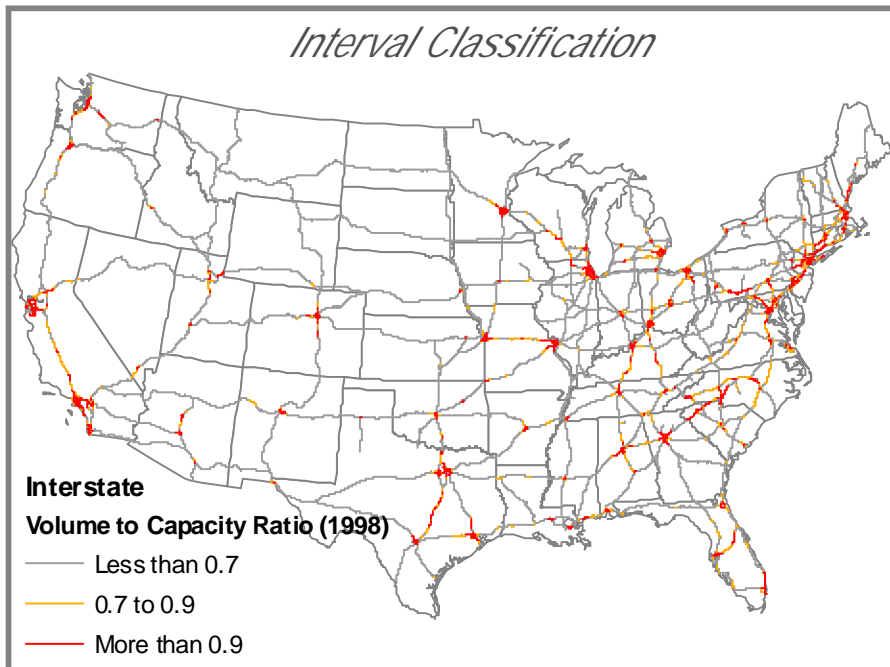 Interval Classification
Interstate
Volume to Capacity Ratio (1998)
Less than 0.7
0.7 to 0.9
More than 0.9